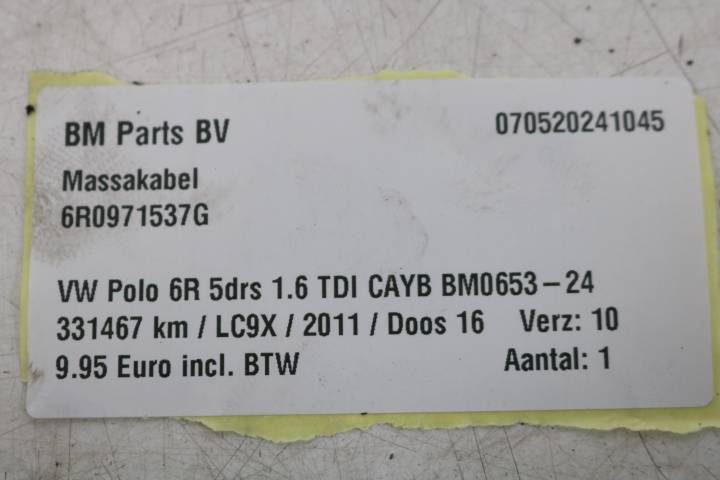 BM Parts BV 070520241045
Massakabel
6R0971537G
VW Polo 6R 5drs 1.6 TDI CAYB BM0653-24
331467 km / LC9X / 2011 / Doos 16 Verz: 10
9.95 Euro incl. BTW Aantal: 1